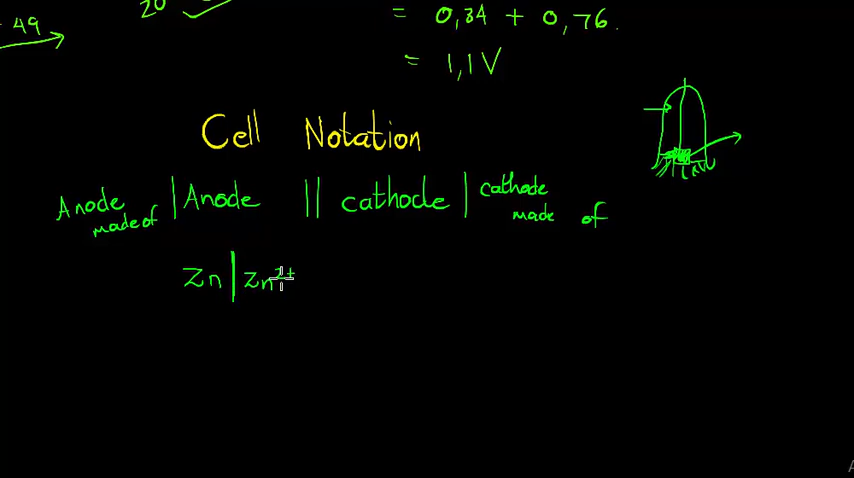 20 = 0,34 + 0,76.
49
= 1,1V
Cell Notation
Anode made of | Anode || cathode | cathode made of
Zn | Zn2+